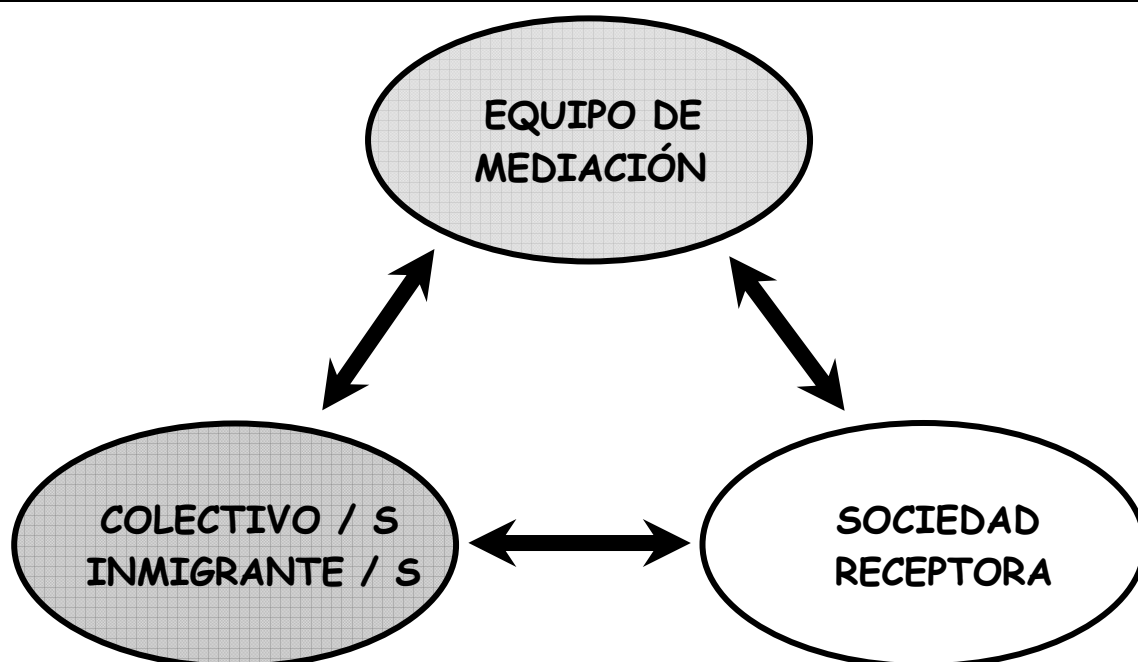 EQUIPO DE
MEDIACIÓN
COLECTIVO / S
INMIGRANTE / S
SOCIEDAD
RECEPTORA